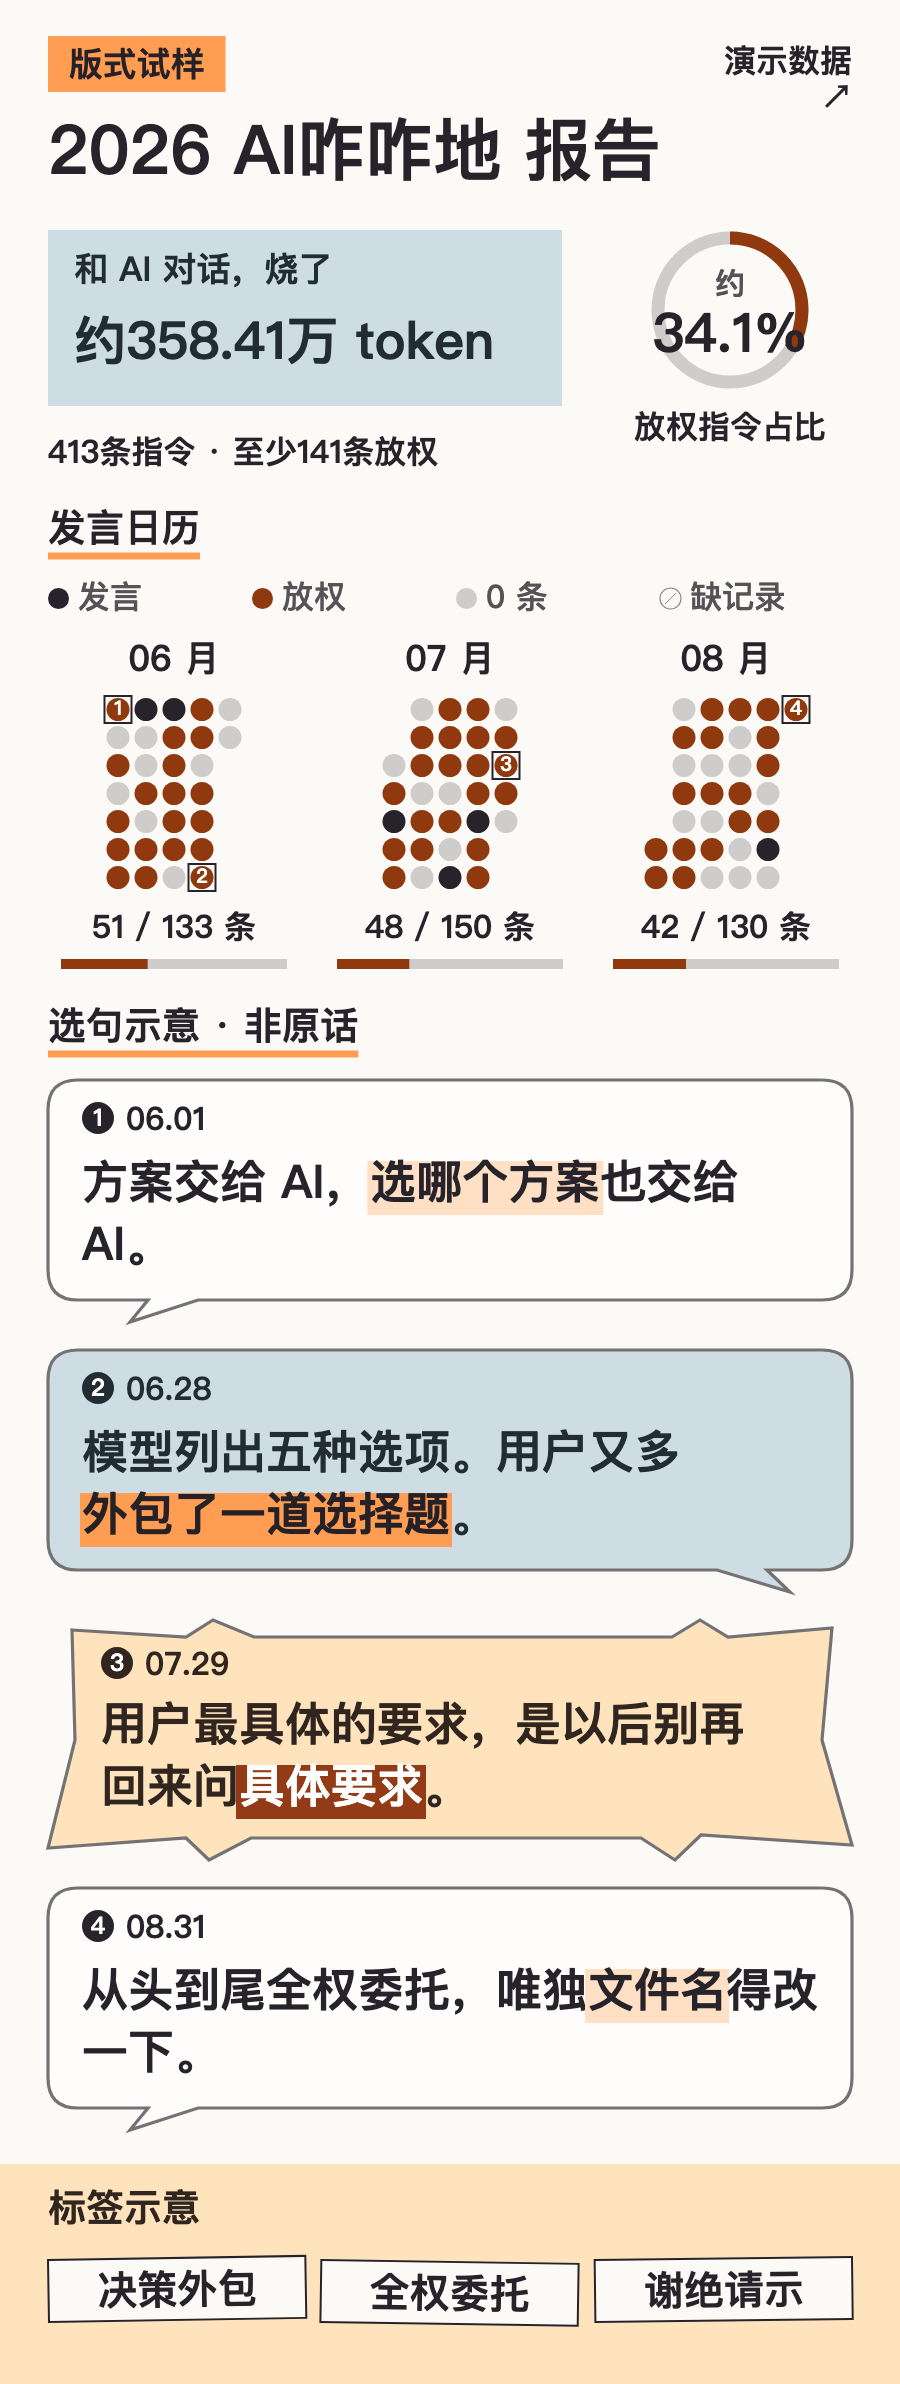 版式试样
演示数据
↗
2026 AI咋咋地 报告
和 AI 对话，烧了
约358.41万 token
约
34.1%
放权指令占比
413条指令 · 至少141条放权
发言日历
发言
放权
0 条
缺记录
06 月
07 月
08 月
1
4
3
2
51 / 133 条
48 / 150 条
42 / 130 条
选句示意 · 非原话
1 06.01
方案交给 AI，选哪个方案也交给
AI。
2 06.28
模型列出五种选项。用户又多
外包了一道选择题。
3 07.29
用户最具体的要求，是以后别再
回来问具体要求。
4 08.31
从头到尾全权委托，唯独文件名得改
一下。
标签示意
决策外包
全权委托
谢绝请示